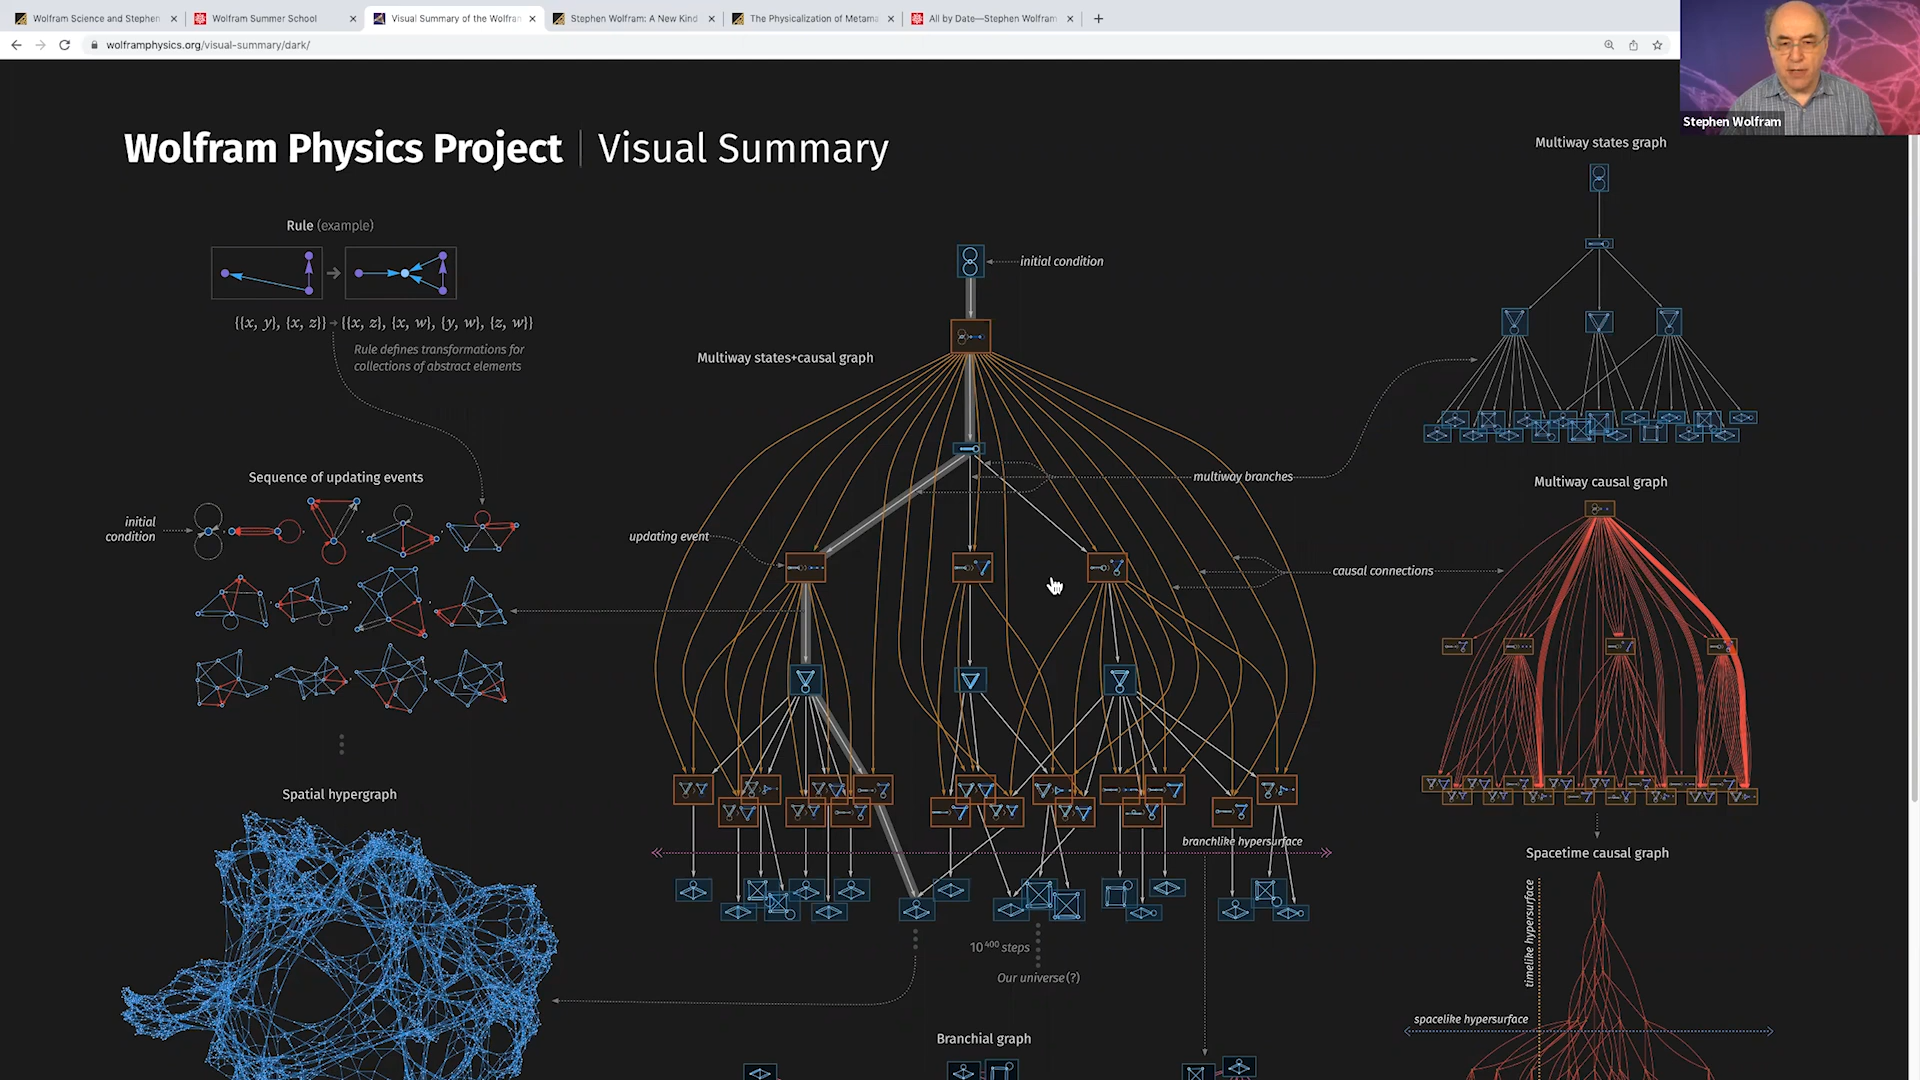 Wolfram Science and Stephen
Wolfram Summer School
Visual Summary of the Wolfran
Stephen Wolfram: A New Kind
The Physicalization of Metama
All by Date—Stephen Wolfram
wolframphysics.org/visual-summary/dark/
Stephen Wolfram
Wolfram Physics Project | Visual Summary
Multiway states graph
Rule (example)
initial condition
{{x, y}, {x, z}} → {{x, z}, {x, w}, {y, w}, {z, w}}
Rule defines transformations for
collections of abstract elements
Multiway states+causal graph
Sequence of updating events
multiway branches
Multiway causal graph
initial
condition
updating event
causal connections
Spatial hypergraph
branchlike hypersurface
Spacetime causal graph
timelike hypersurface
10^400 steps
Our universe(?)
spacelike hypersurface
Branchial graph